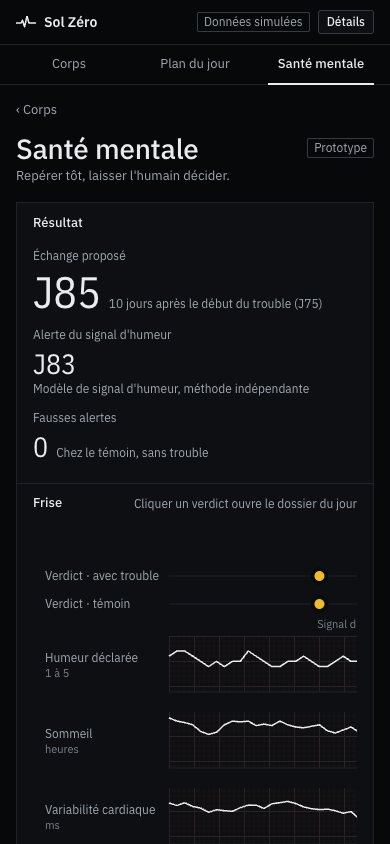 Sol Zéro
Données simulées
Détails
Corps
Plan du jour
Santé mentale
‹ Corps
Santé mentale
Prototype
Repérer tôt, laisser l'humain décider.
Résultat
Échange proposé
J85 10 jours après le début du trouble (J75)
Alerte du signal d'humeur
J83
Modèle de signal d'humeur, méthode indépendante
Fausses alertes
0 Chez le témoin, sans trouble
Frise
Cliquer un verdict ouvre le dossier du jour
Verdict · avec trouble
Verdict · témoin
Signal d
Humeur déclarée
1 à 5
Sommeil
heures
Variabilité cardiaque
ms